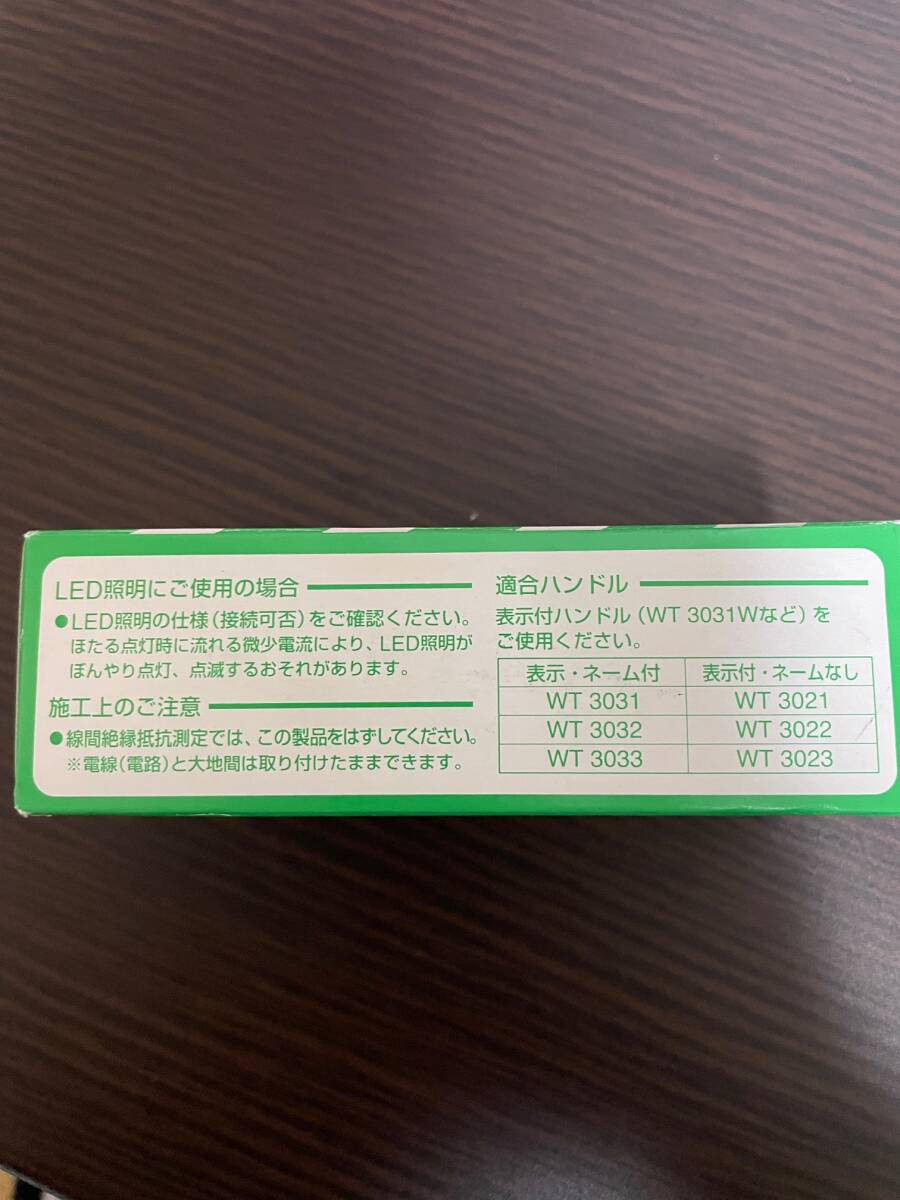 LED照明にご使用の場合
●LED照明の仕様(接続可否)をご確認ください。
ほたる点灯時に流れる微少電流により、LED照明が
ぼんやり点灯、点滅するおそれがあります。
施工上のご注意
●線間絶縁抵抗測定では、この製品をはずしてください。
※電線(電路)と大地間は取り付けたままできます。
適合ハンドル
表示付ハンドル(WT 3031Wなど)を
ご使用ください。
表示・ネーム付 表示付・ネームなし
WT 3031 WT 3021
WT 3032 WT 3022
WT 3033 WT 3023